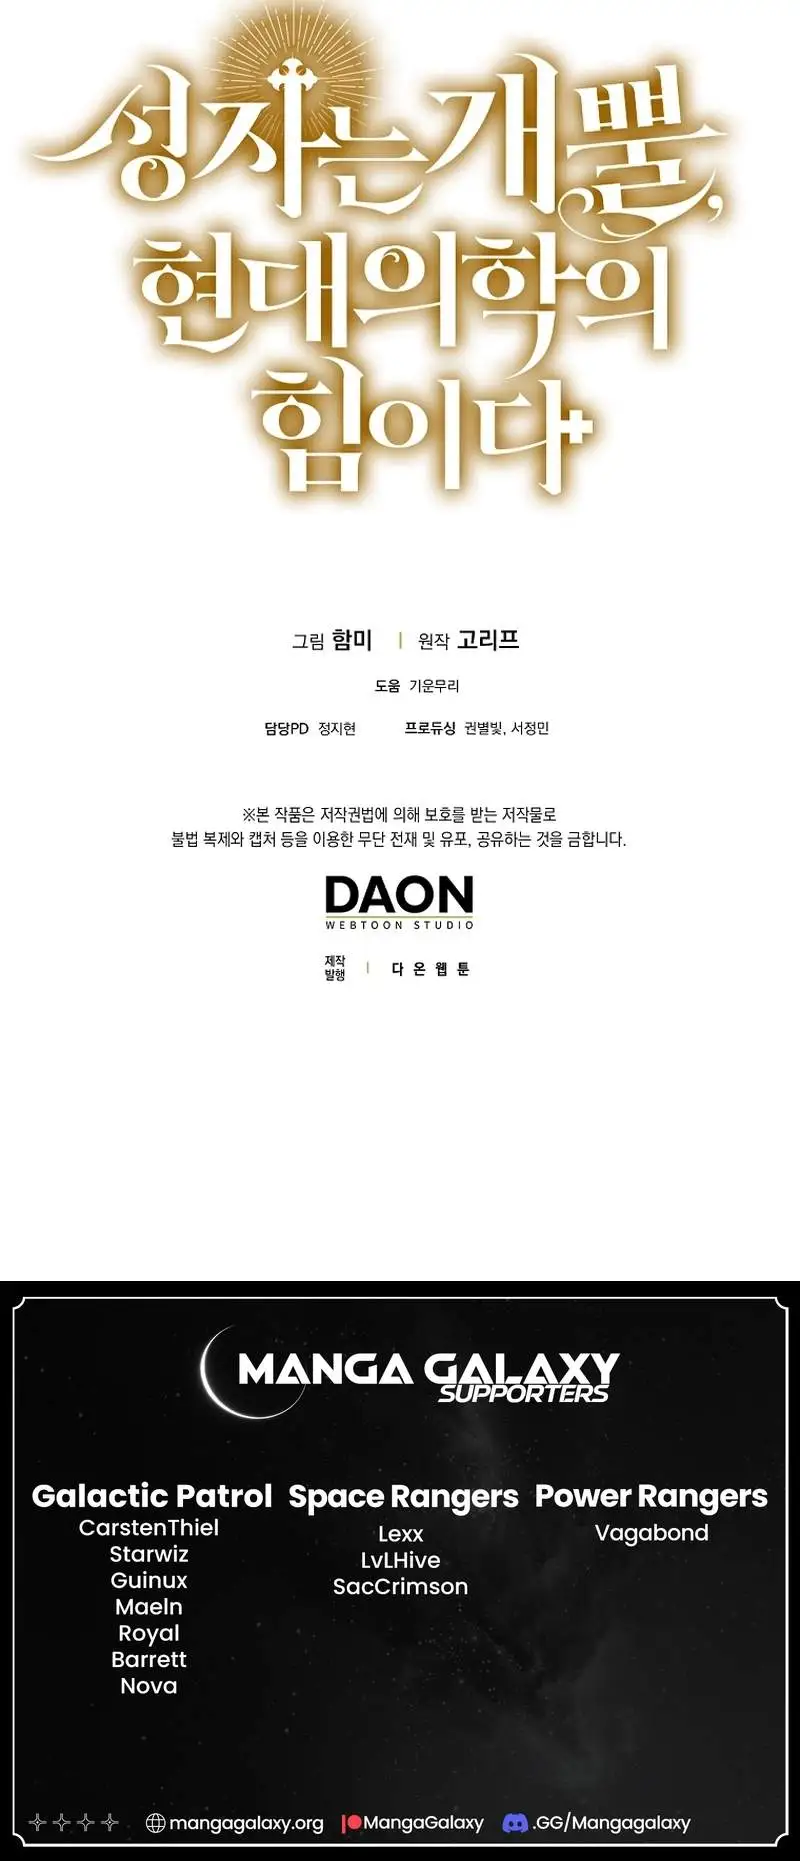 성자는 개뿔,
현대의학의
힘이다
그림 함미 | 원작 고리프
도움 기운무리
담당PD 정지현 프로듀싱 권별빛, 서정민
※본 작품은 저작권법에 의해 보호를 받는 저작물로
불법 복제와 캡처 등을 이용한 무단 전재 및 유포, 공유하는 것을 금합니다.
DAON
WEBTOON STUDIO
제작
발행 | 다온웹툰
MANGA GALAXY
SUPPORTERS
Galactic Patrol
CarstenThiel
Starwiz
Guinux
Maeln
Royal
Barrett
Nova
Space Rangers
Lexx
LvLHive
SacCrimson
Power Rangers
Vagabond
mangagalaxy.org MangaGalaxy .GG/Mangagalaxy